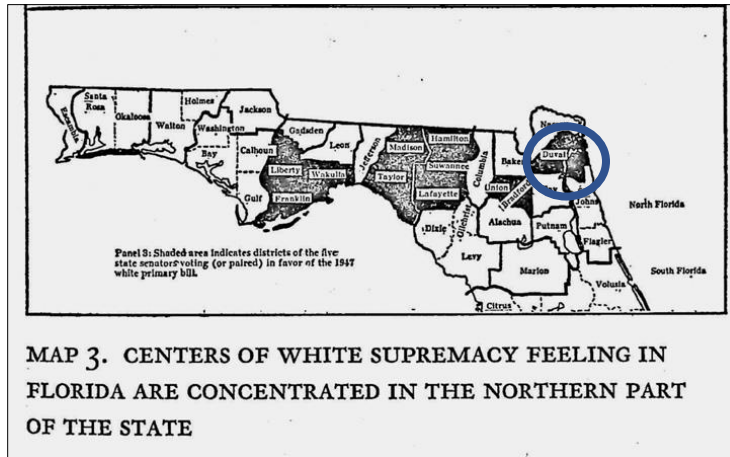 Santa
Rosa
Escambia
Okaloosa
Walton
Holmes
Washington
Bay
Jackson
Calhoun
Gulf
Gadsden
Liberty
Franklin
Leon
Wakulla
Jefferson
Madison
Taylor
Hamilton
Suwannee
Lafayette
Columbia
Dixie
Gilchrist
Union
Bradford
Alachua
Levy
Marion
Citrus
Duval
Putnam
Johns
Flagler
Volusia
North Florida
South Florida
Panel 3: Shaded area indicates districts of the five
state senators voting (or paired) in favor of the 1947
white primary bill.
MAP 3. CENTERS OF WHITE SUPREMACY FEELING IN
FLORIDA ARE CONCENTRATED IN THE NORTHERN PART
OF THE STATE